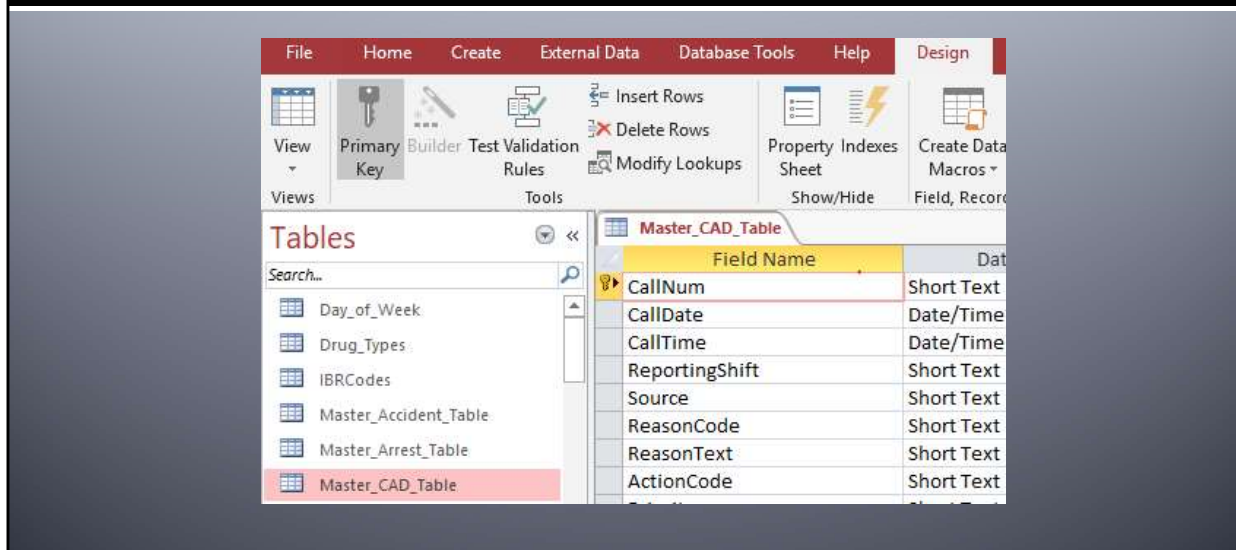 File Home Create External Data Database Tools Help Design
Insert Rows
Delete Rows
Modify Lookups
View Primary Key Builder Test Validation Rules Property Sheet Indexes Create Data Macros
Views Tools Show/Hide Field, Record
Tables
Search...
Day_of_Week
Drug_Types
IBRCodes
Master_Accident_Table
Master_Arrest_Table
Master_CAD_Table
Master_CAD_Table
Field Name Dat
CallNum Short Text
CallDate Date/Time
CallTime Date/Time
ReportingShift Short Text
Source Short Text
ReasonCode Short Text
ReasonText Short Text
ActionCode Short Text